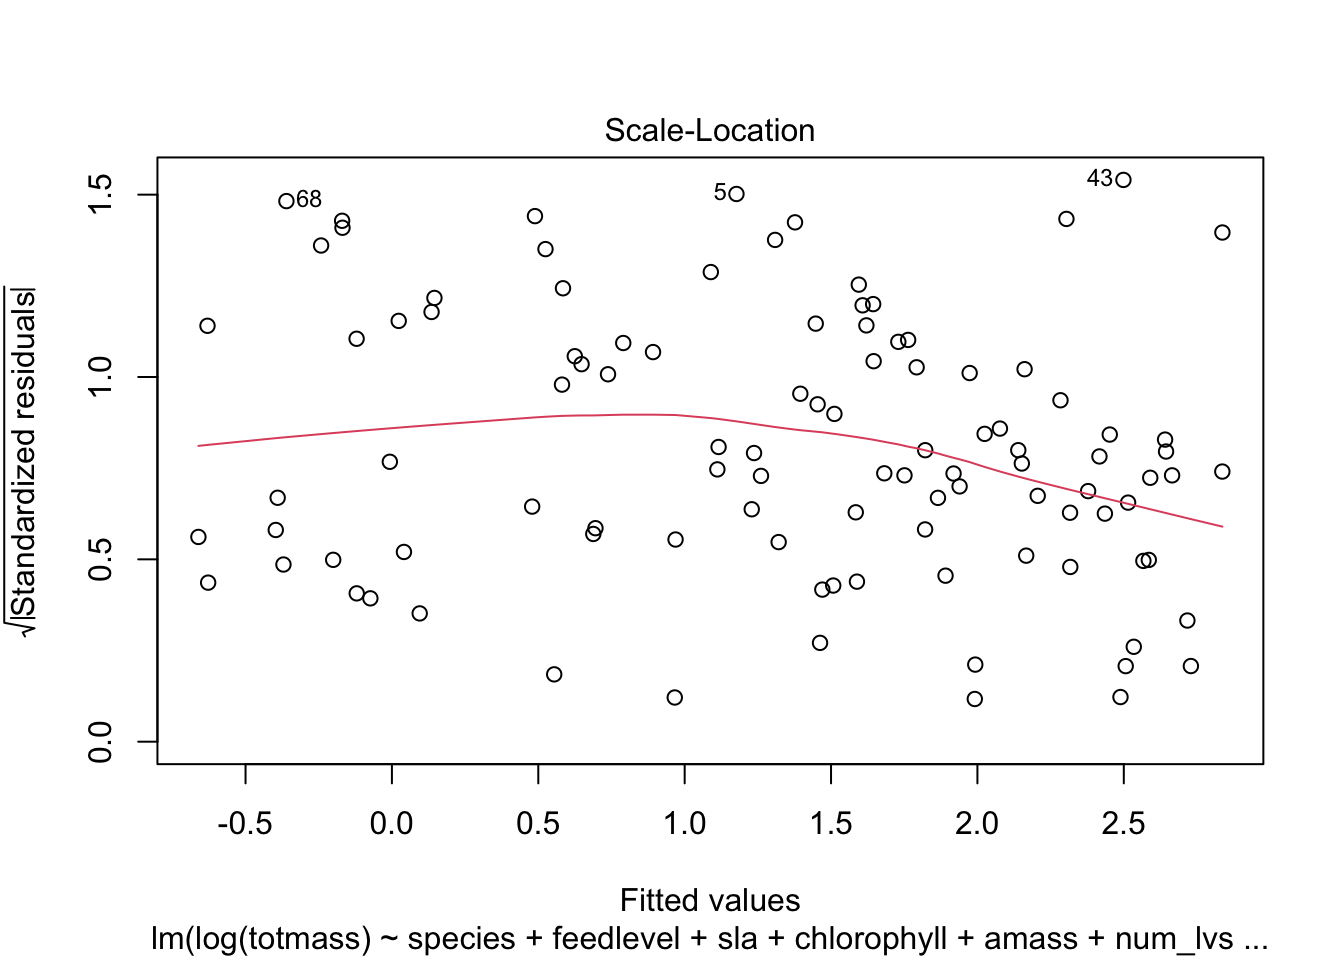 Scale-Location
√|Standardized residuals|
1.5
1.0
0.5
0.0
68
5
43
-0.5 0.0 0.5 1.0 1.5 2.0 2.5
Fitted values
lm(log(totmass) ~ species + feedlevel + sla + chlorophyll + amass + num_lvs ...